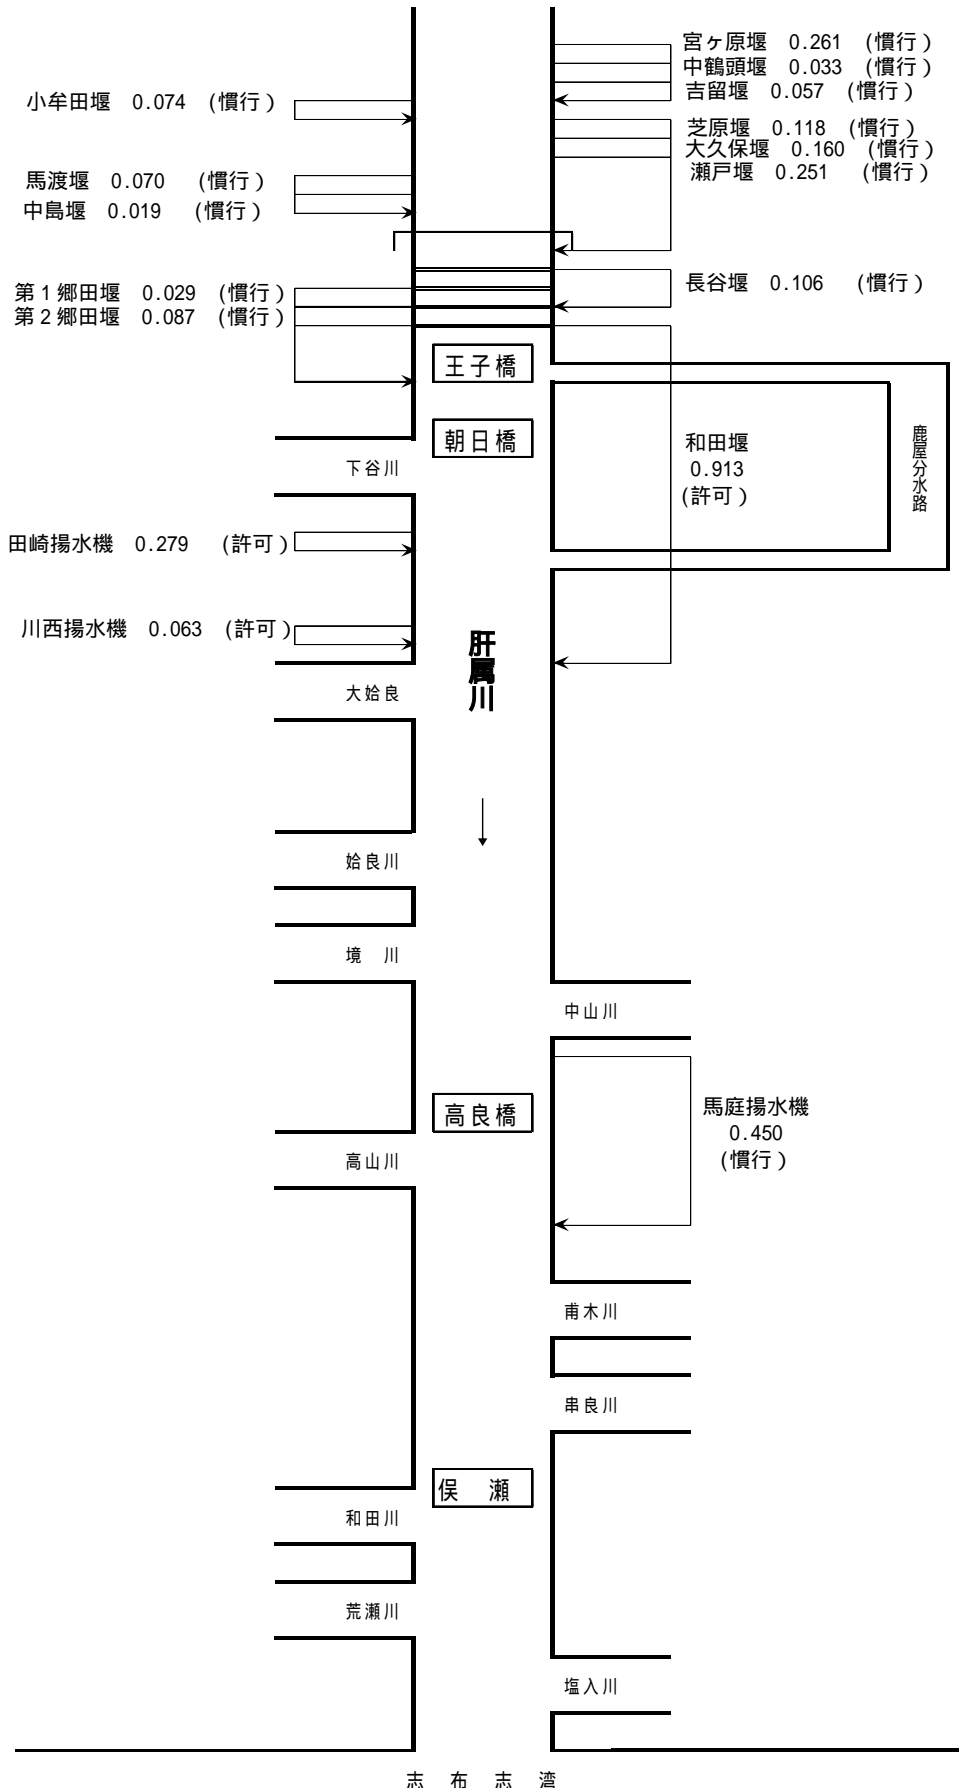 宮ヶ原堰 0.261 (慣行)
中鶴頭堰 0.033 (慣行)
吉留堰 0.057 (慣行)
小牟田堰 0.074 (慣行)
芝原堰 0.118 (慣行)
大久保堰 0.160 (慣行)
瀬戸堰 0.251 (慣行)
馬渡堰 0.070 (慣行)
中島堰 0.019 (慣行)
長谷堰 0.106 (慣行)
第1郷田堰 0.029 (慣行)
第2郷田堰 0.087 (慣行)
王子橋
朝日橋
下谷川
和田堰
0.913
(許可)
鹿屋分水路
田崎揚水機 0.279 (許可)
川西揚水機 0.063 (許可)
肝属川
大姶良
姶良川
境 川
中山川
高良橋
馬庭揚水機
0.450
(慣行)
高山川
甫木川
串良川
俣 瀬
和田川
荒瀬川
塩入川
志 布 志 湾